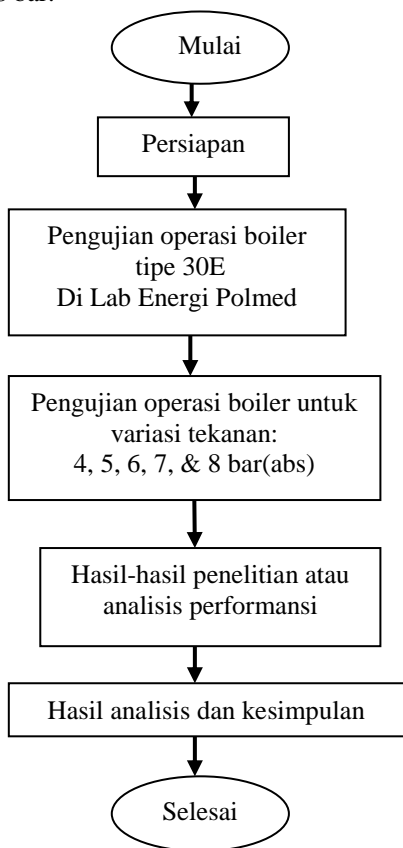 Mulai
Persiapan
Pengujian operasi boiler
tipe 30E
Di Lab Energi Polmed
Pengujian operasi boiler untuk
variasi tekanan:
4, 5, 6, 7, & 8 bar(abs)
Hasil-hasil penelitian atau
analisis performansi
Hasil analisis dan kesimpulan
Selesai